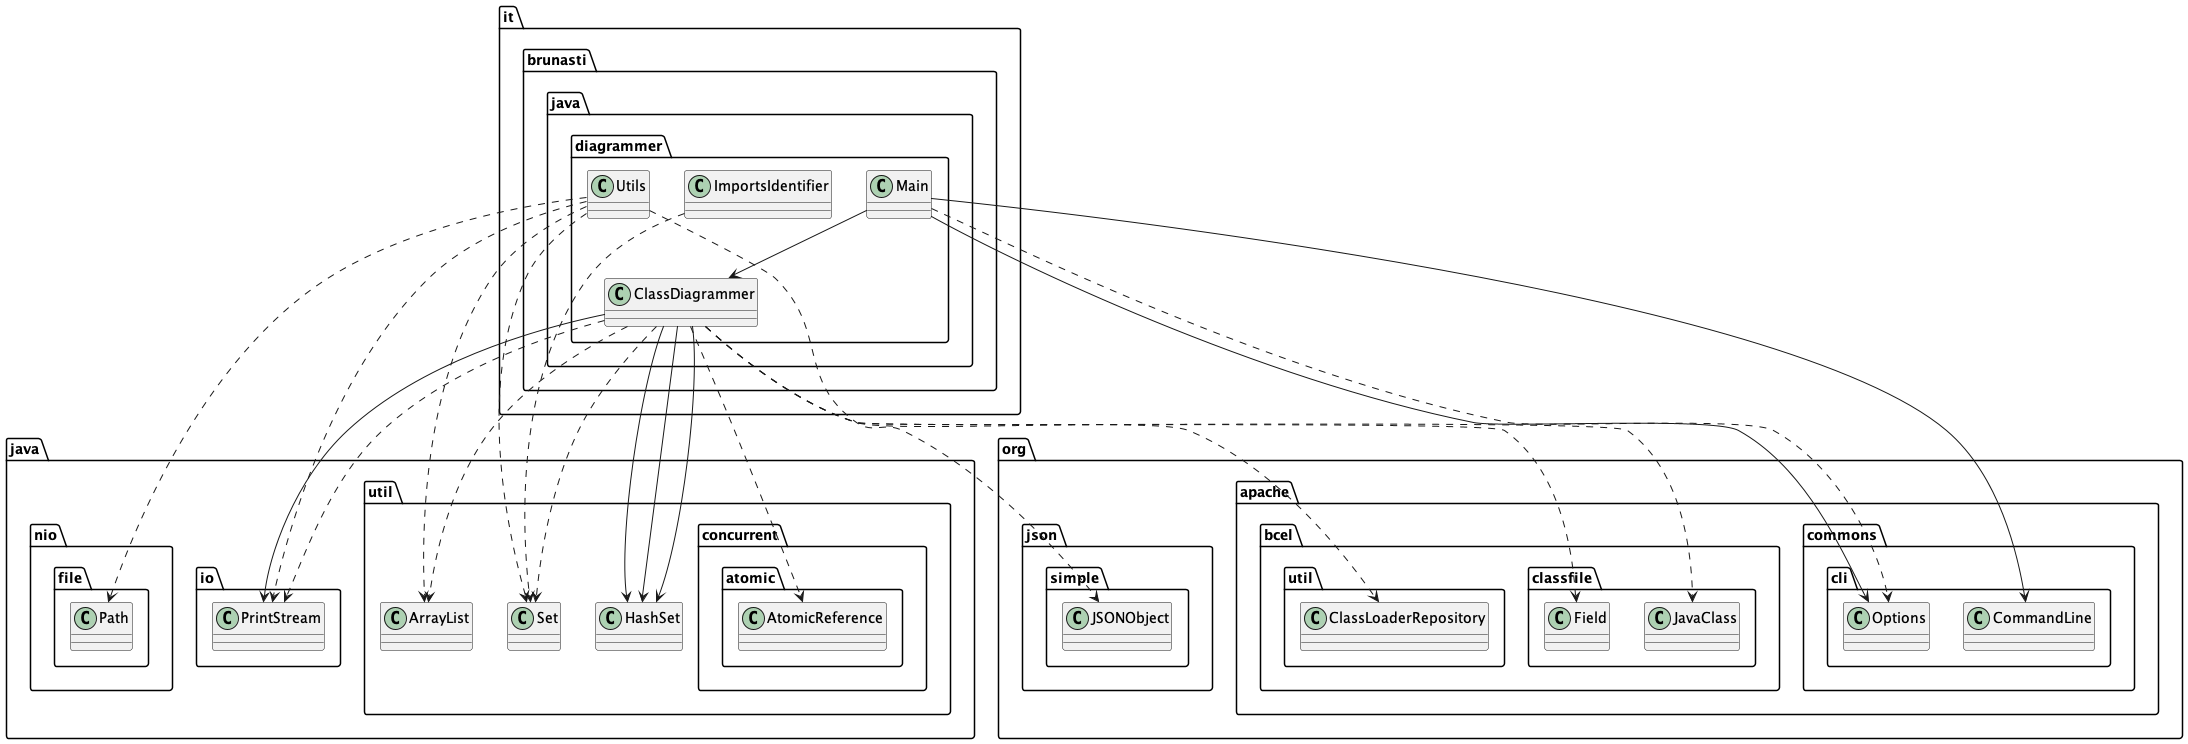 it
brunasti
java
diagrammer
C Utils
C ImportsIdentifier
C Main
C ClassDiagrammer
java
org
util
apache
nio
concurrent
json
bcel
commons
file
io
atomic
simple
util
classfile
cli
C Path
C PrintStream
C ArrayList
C Set
C HashSet
C AtomicReference
C JSONObject
C ClassLoaderRepository
C Field
C JavaClass
C Options
C CommandLine